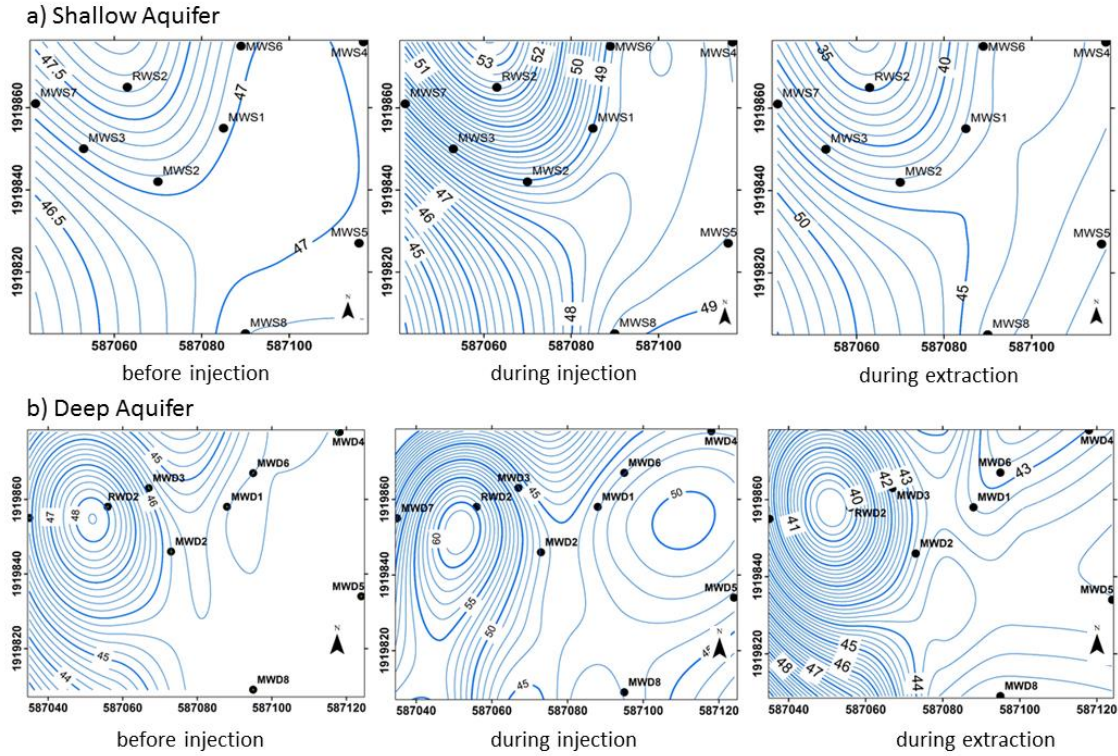 a) Shallow Aquifer
1919860
1919840
1919820
47.5
RWS2
MWS6
MWS4
MWS7
47
MWS1
MWS3
MWS2
46.5
47
MWS5
N
MWS8
587060 587080 587100
before injection
1919860
1919840
1919820
51
53
52
50
49
MWS6
MWS4
RWS2
MWS7
MWS1
MWS3
MWS2
47
46
45
MWS5
48
49
N
MWS8
587060 587080 587100
during injection
1919860
1919840
1919820
35
40
MWS6
MWS4
RWS2
MWS7
MWS1
MWS3
MWS2
50
MWS5
45
N
MWS8
587060 587080 587100
during extraction
b) Deep Aquifer
1919860
1919840
1919820
45
MWD4
MWD6
MWD3
RWD2
46
47
48
MWD1
MWD2
MWD5
45
44
N
MWD8
587040 587060 587080 587100 587120
before injection
1919860
1919840
1919820
MWD4
MWD6
MWD3
45
RWD2
MWD7
MWD1
50
60
MWD2
55
MWD5
50
45
45
N
MWD8
587040 587060 587080 587100 587120
during injection
1919860
1919840
1919820
MWD4
MWD6
43
43
42
40
MWD3
RWD2
MWD1
41
MWD2
MWD5
45
46
47
48
44
N
MWD8
587040 587060 587080 587100 587120
during extraction